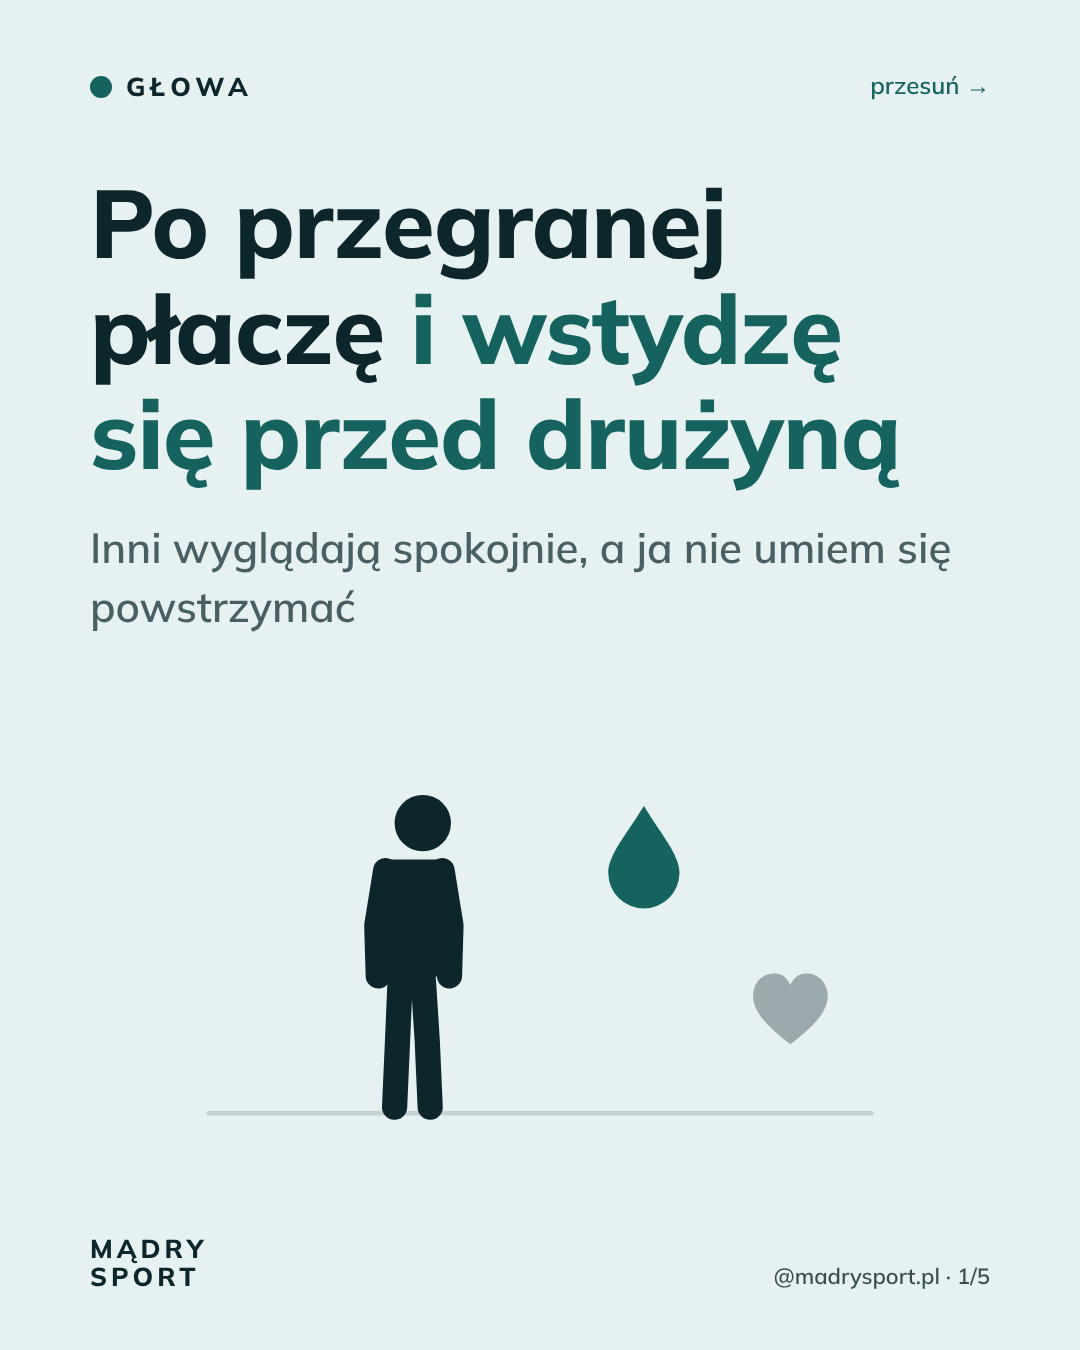 GŁOWA
przesuń →
Po przegranej
płaczę i wstydzę
się przed drużyną
Inni wyglądają spokojnie, a ja nie umiem się
powstrzymać
MĄDRY
SPORT
@madrysport.pl · 1/5